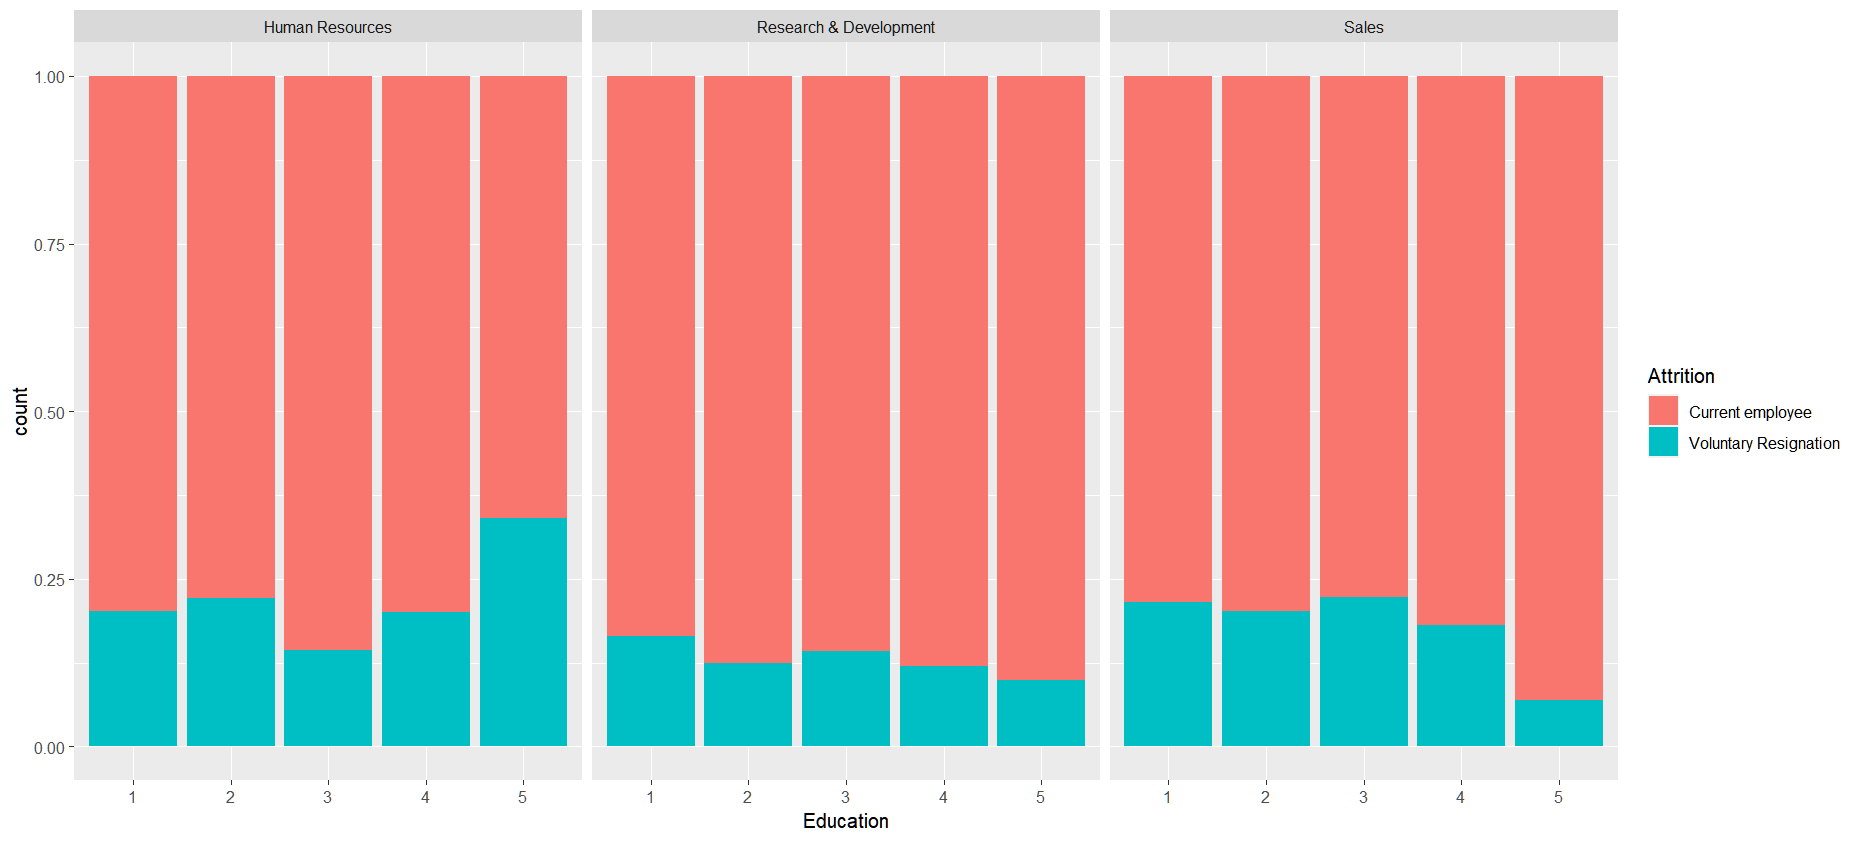 Human Resources
Research & Development
Sales
1.00
0.75
0.50
0.25
0.00
count
1 2 3 4 5
1 2 3 4 5
1 2 3 4 5
Education
Attrition
Current employee
Voluntary Resignation